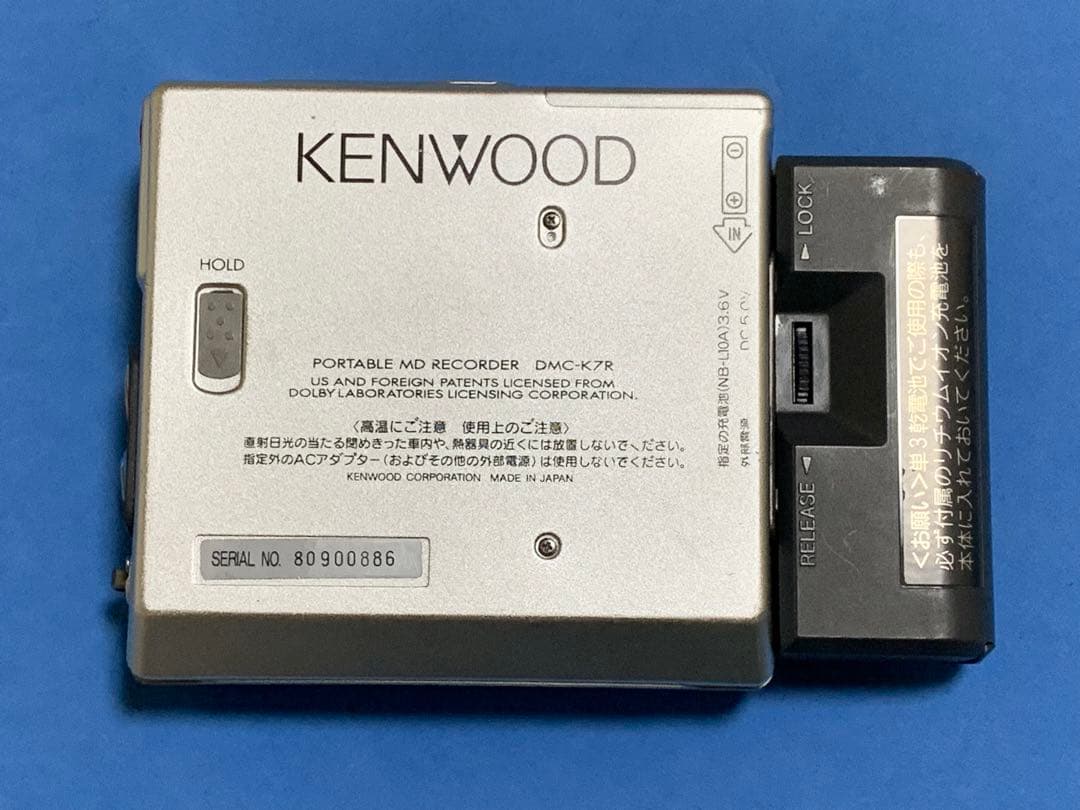 KENWOOD
HOLD
PORTABLE MD RECORDER DMC-K7R
US AND FOREIGN PATENTS LICENSED FROM
DOLBY LABORATORIES LICENSING CORPORATION.
〈高温にご注意 使用上のご注意〉
直射日光の当たる閉めきった車内や、熱器具の近くには放置しないでください。
指定外のACアダプター(およびその他の外部電源)は使用しないでください。
KENWOOD CORPORATION MADE IN JAPAN
SERIAL NO. 80900886
⊖ ⊕
IN
指定の充電池(NB-L10A)3.6V
外部電源 DC 5.0V
◄ LOCK
RELEASE ►
<お願い>単3乾電池でご使用の際も、
必ず付属のリチウムイオン充電池を
本体に入れておいてください。